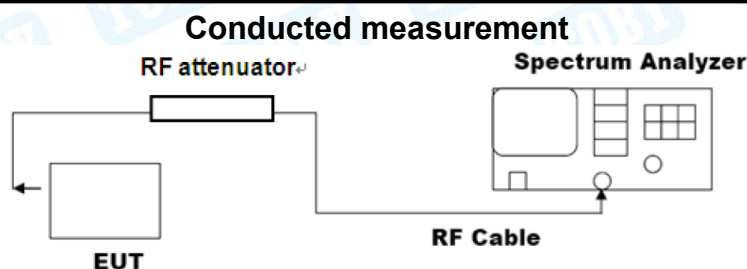 Conducted measurement
RF attenuator↵
Spectrum Analyzer
RF Cable
EUT